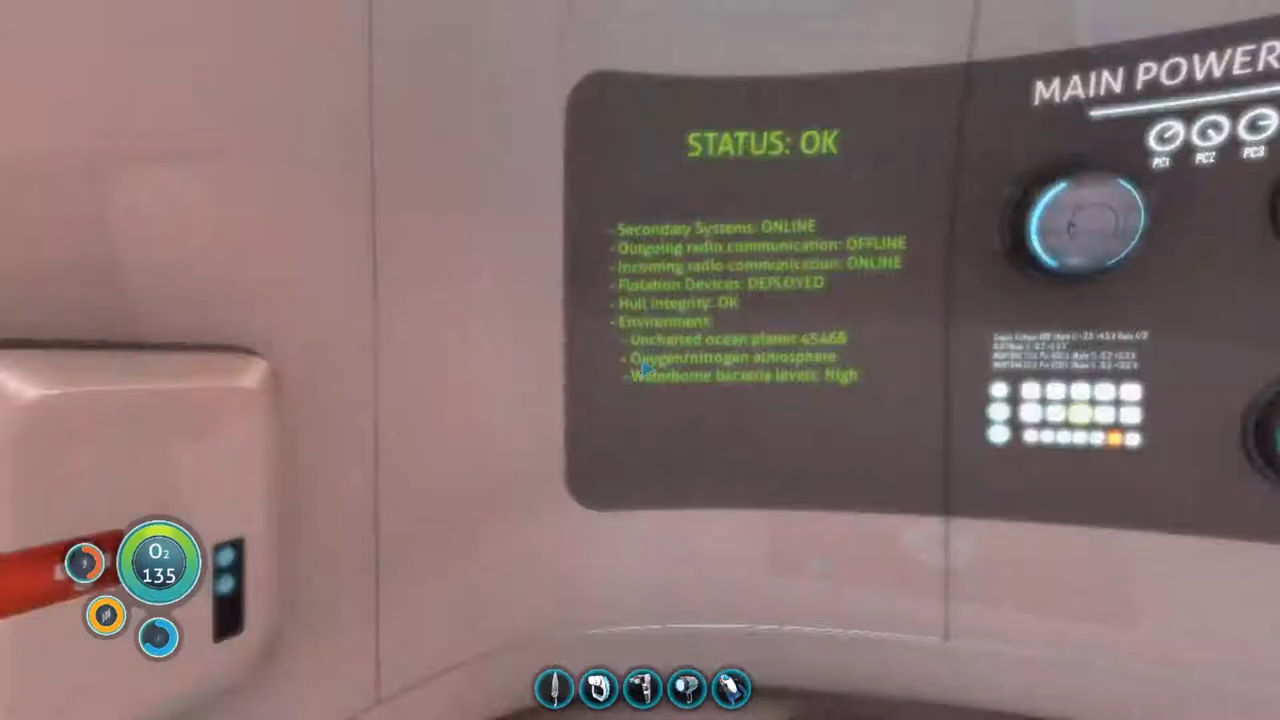 MAIN POWER
PC1 PC2 PC3
STATUS: OK
- Secondary Systems: ONLINE
- Outgoing radio communication: OFFLINE
- Incoming radio communication: ONLINE
- Flotation Devices: DEPLOYED
- Hull Integrity: OK
- Environment:
- Uncharted ocean planet 4546B
- Oxygen/nitrogen atmosphere
- Waterborne bacteria levels: High
O2
135